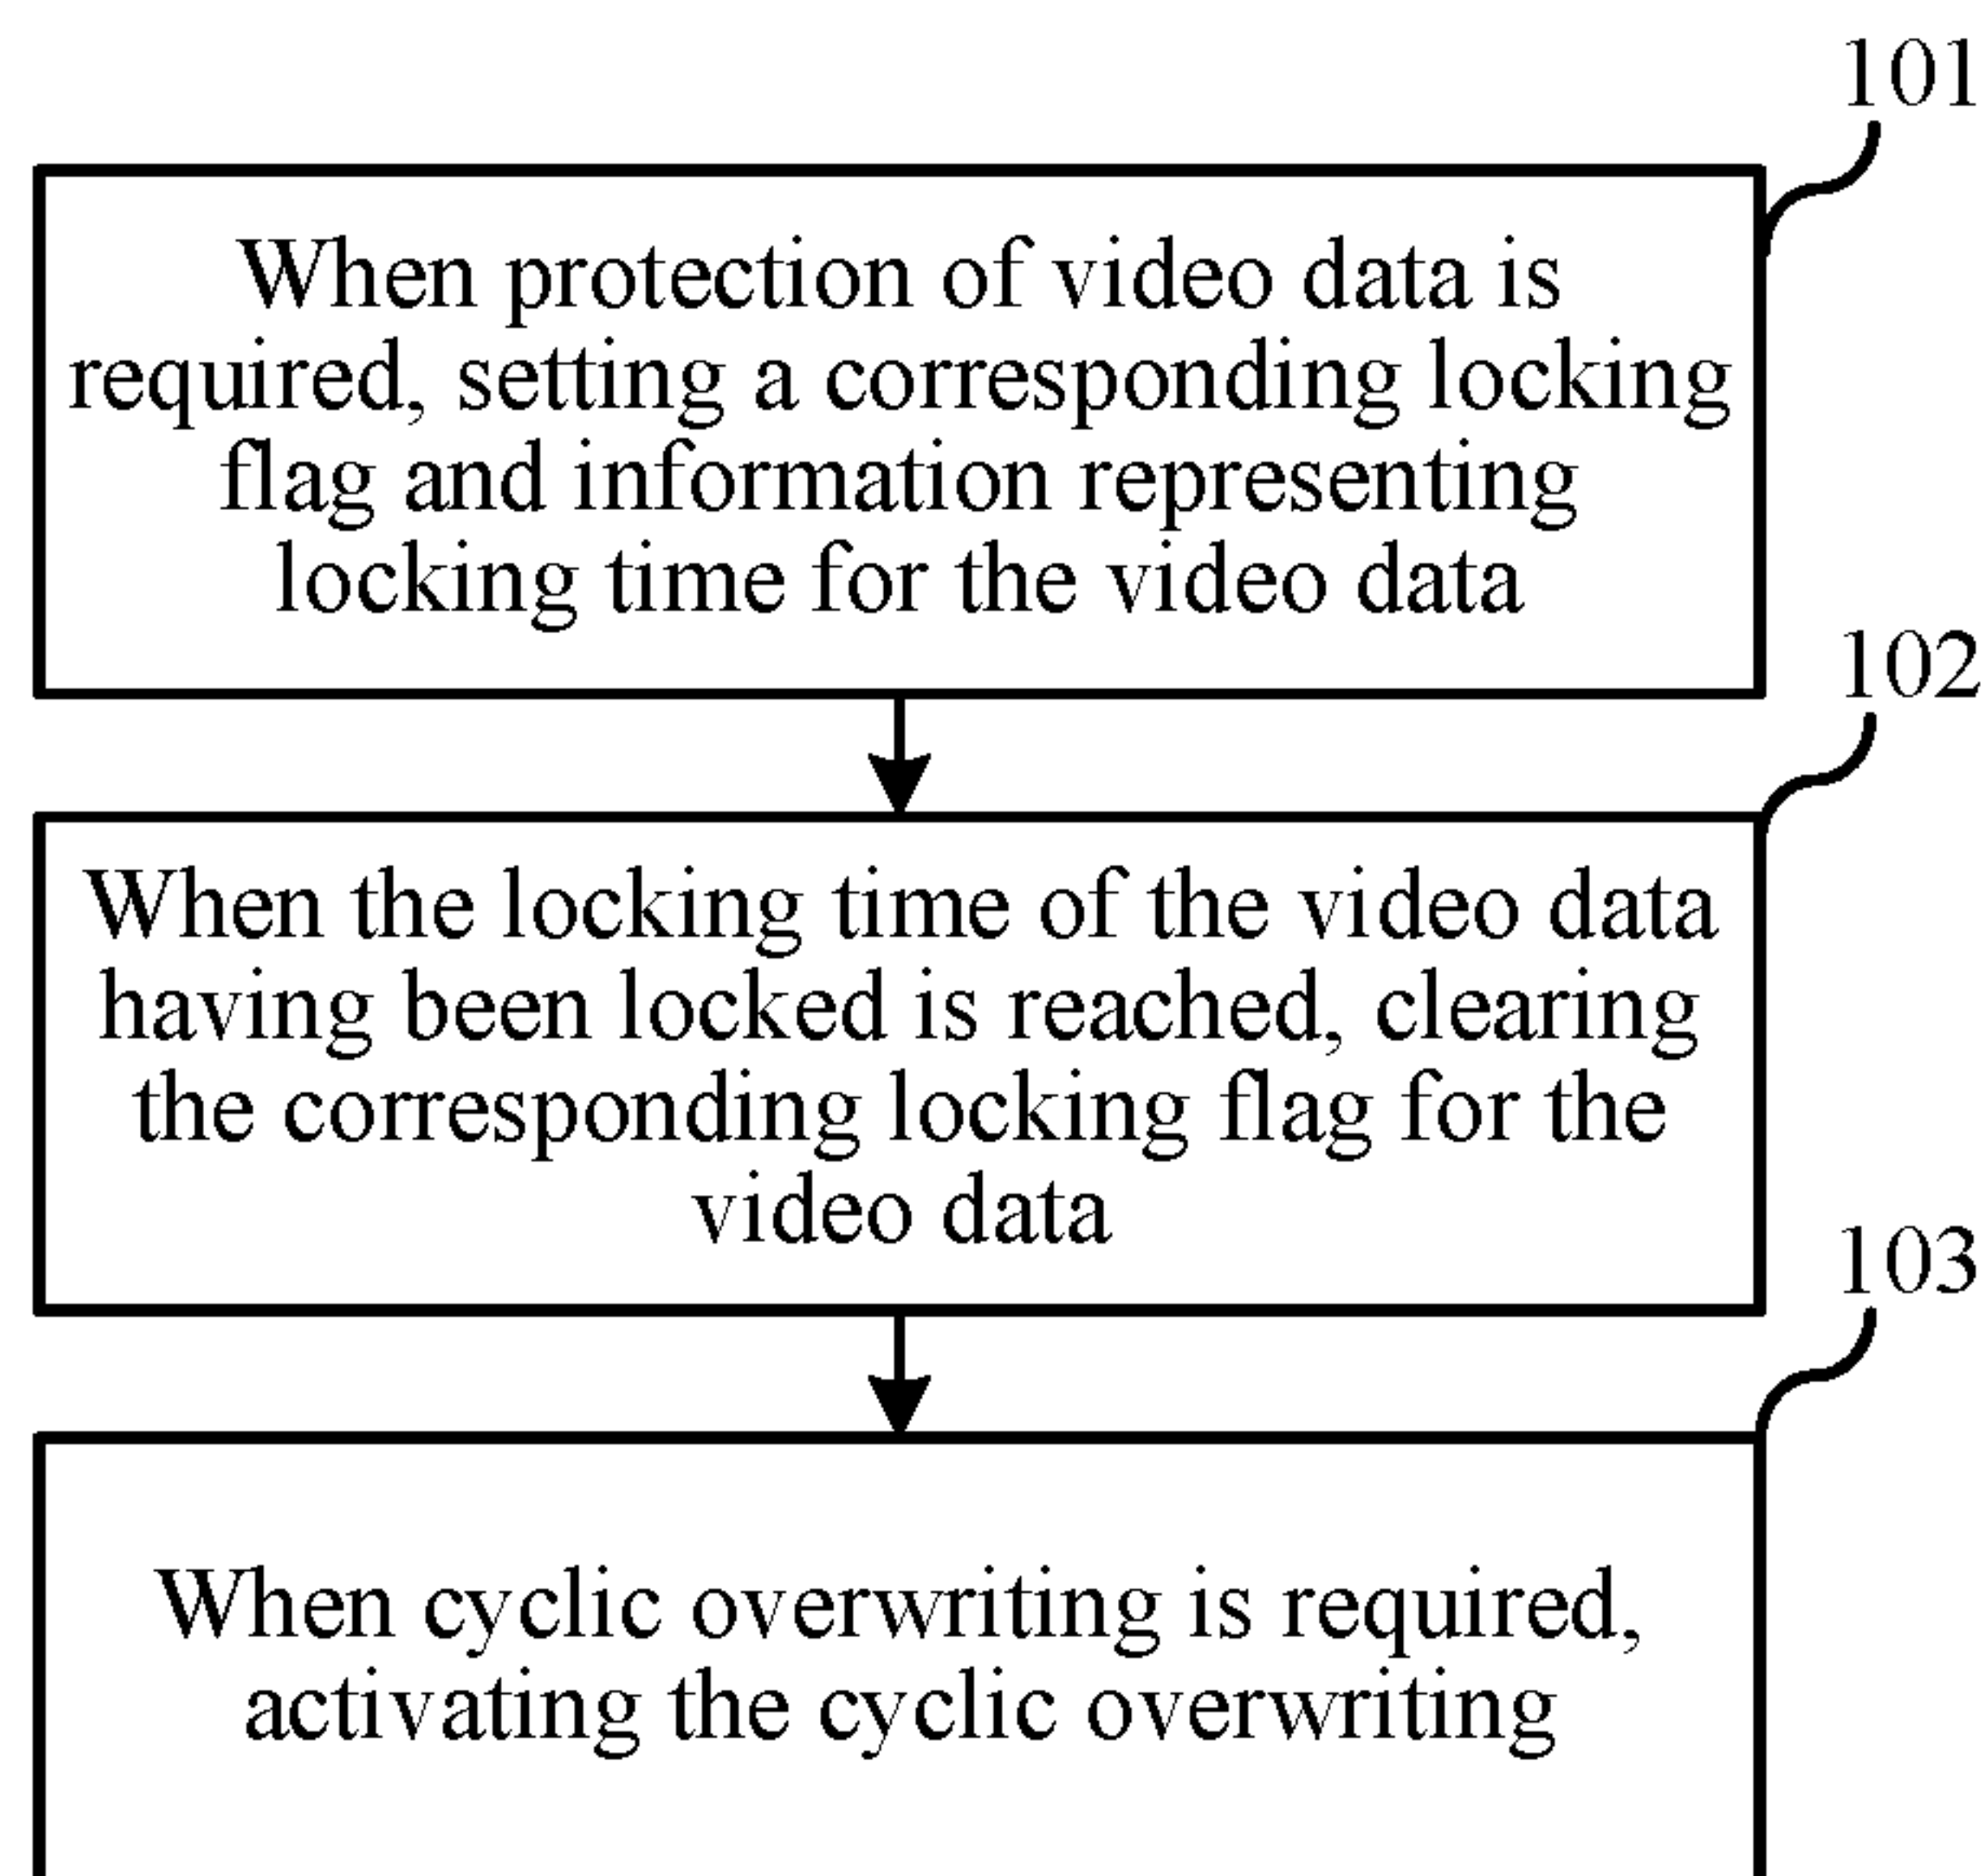 101
When protection of video data is
required, setting a corresponding locking
flag and information representing
locking time for the video data
102
When the locking time of the video data
having been locked is reached, clearing
the corresponding locking flag for the
video data
103
When cyclic overwriting is required,
activating the cyclic overwriting